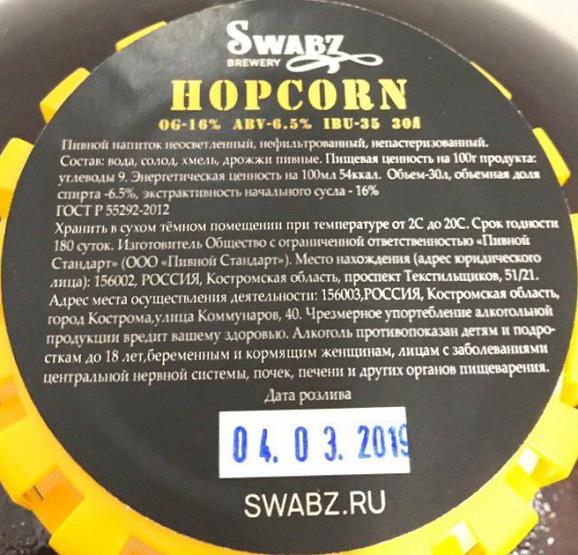 SWABZ
BREWERY
HOPCORN
OG-16% ABV-6.5% IBU-35 30Л
Пивной напиток неосветленный, нефильтрованный, непастеризованный.
Состав: вода, солод, хмель, дрожжи пивные. Пищевая ценность на 100г продукта:
углеводы 9. Энергетическая ценность на 100мл 54ккал. Объем-30л, объемная доля
спирта -6.5%, экстрактивность начального сусла - 16%
ГОСТ Р 55292-2012
Хранить в сухом тёмном помещении при температуре от 2С до 20С. Срок годности
180 суток. Изготовитель Общество с ограниченной ответственностью «Пивной
Стандарт» (ООО «Пивной Стандарт»). Место нахождения (адрес юридического
лица): 156002, РОССИЯ, Костромская область, проспект Текстильщиков, 51/21.
Адрес места осуществления деятельности: 156003,РОССИЯ, Костромская область,
город Кострома,улица Коммунаров, 40. Чрезмерное упортебление алкогольной
продукции вредит вашему здоровью. Алкоголь противопоказан детям и подро-
сткам до 18 лет,беременным и кормящим женщинам, лицам с заболеваниями
центральной нервной системы, почек, печени и других органов пищеварения.
Дата розлива
04. 03. 2019
SWABZ.RU